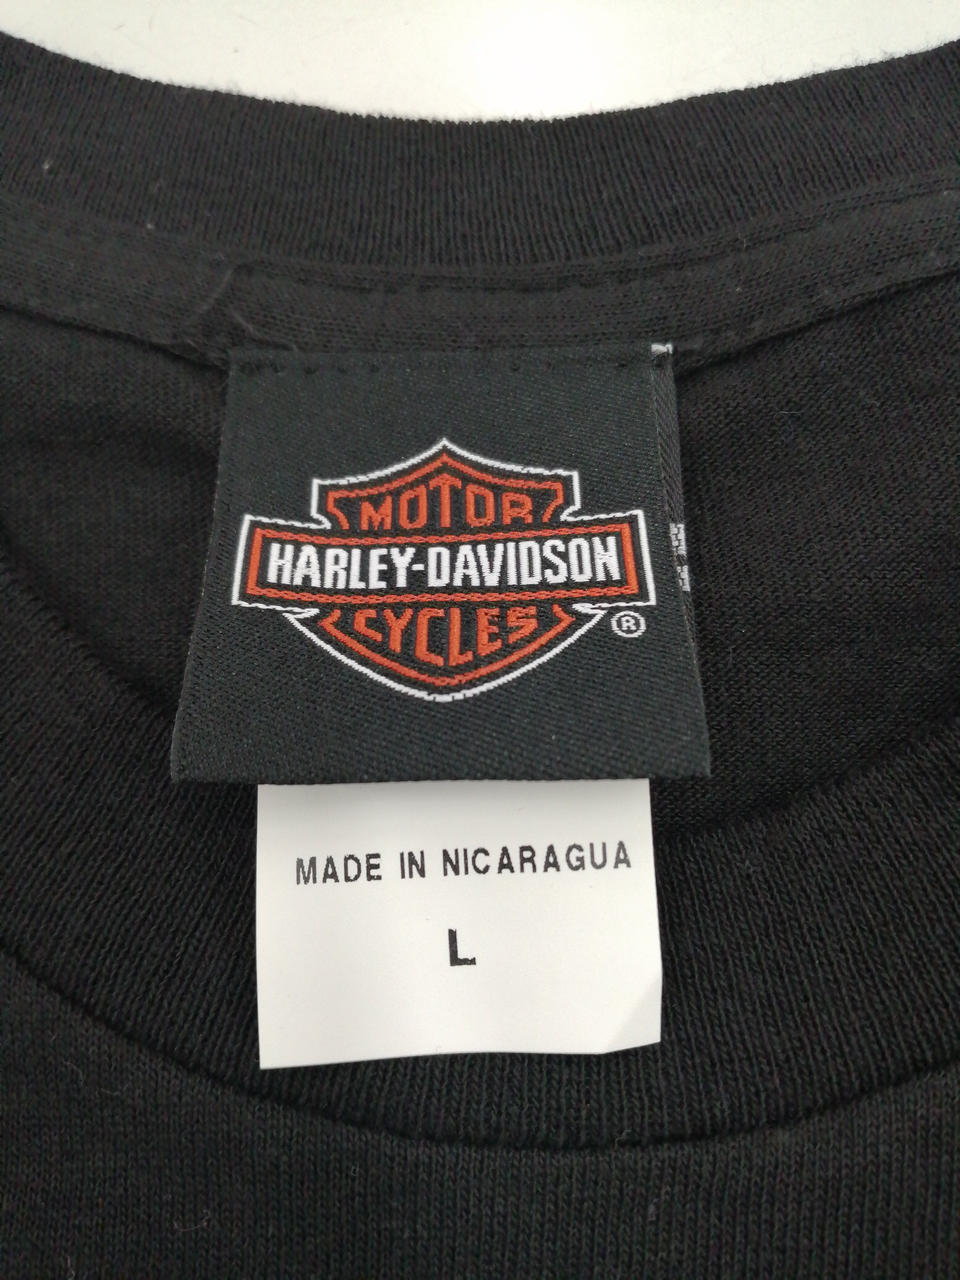 MOTOR
HARLEY-DAVIDSON
CYCLES
®
MADE IN NICARAGUA
L